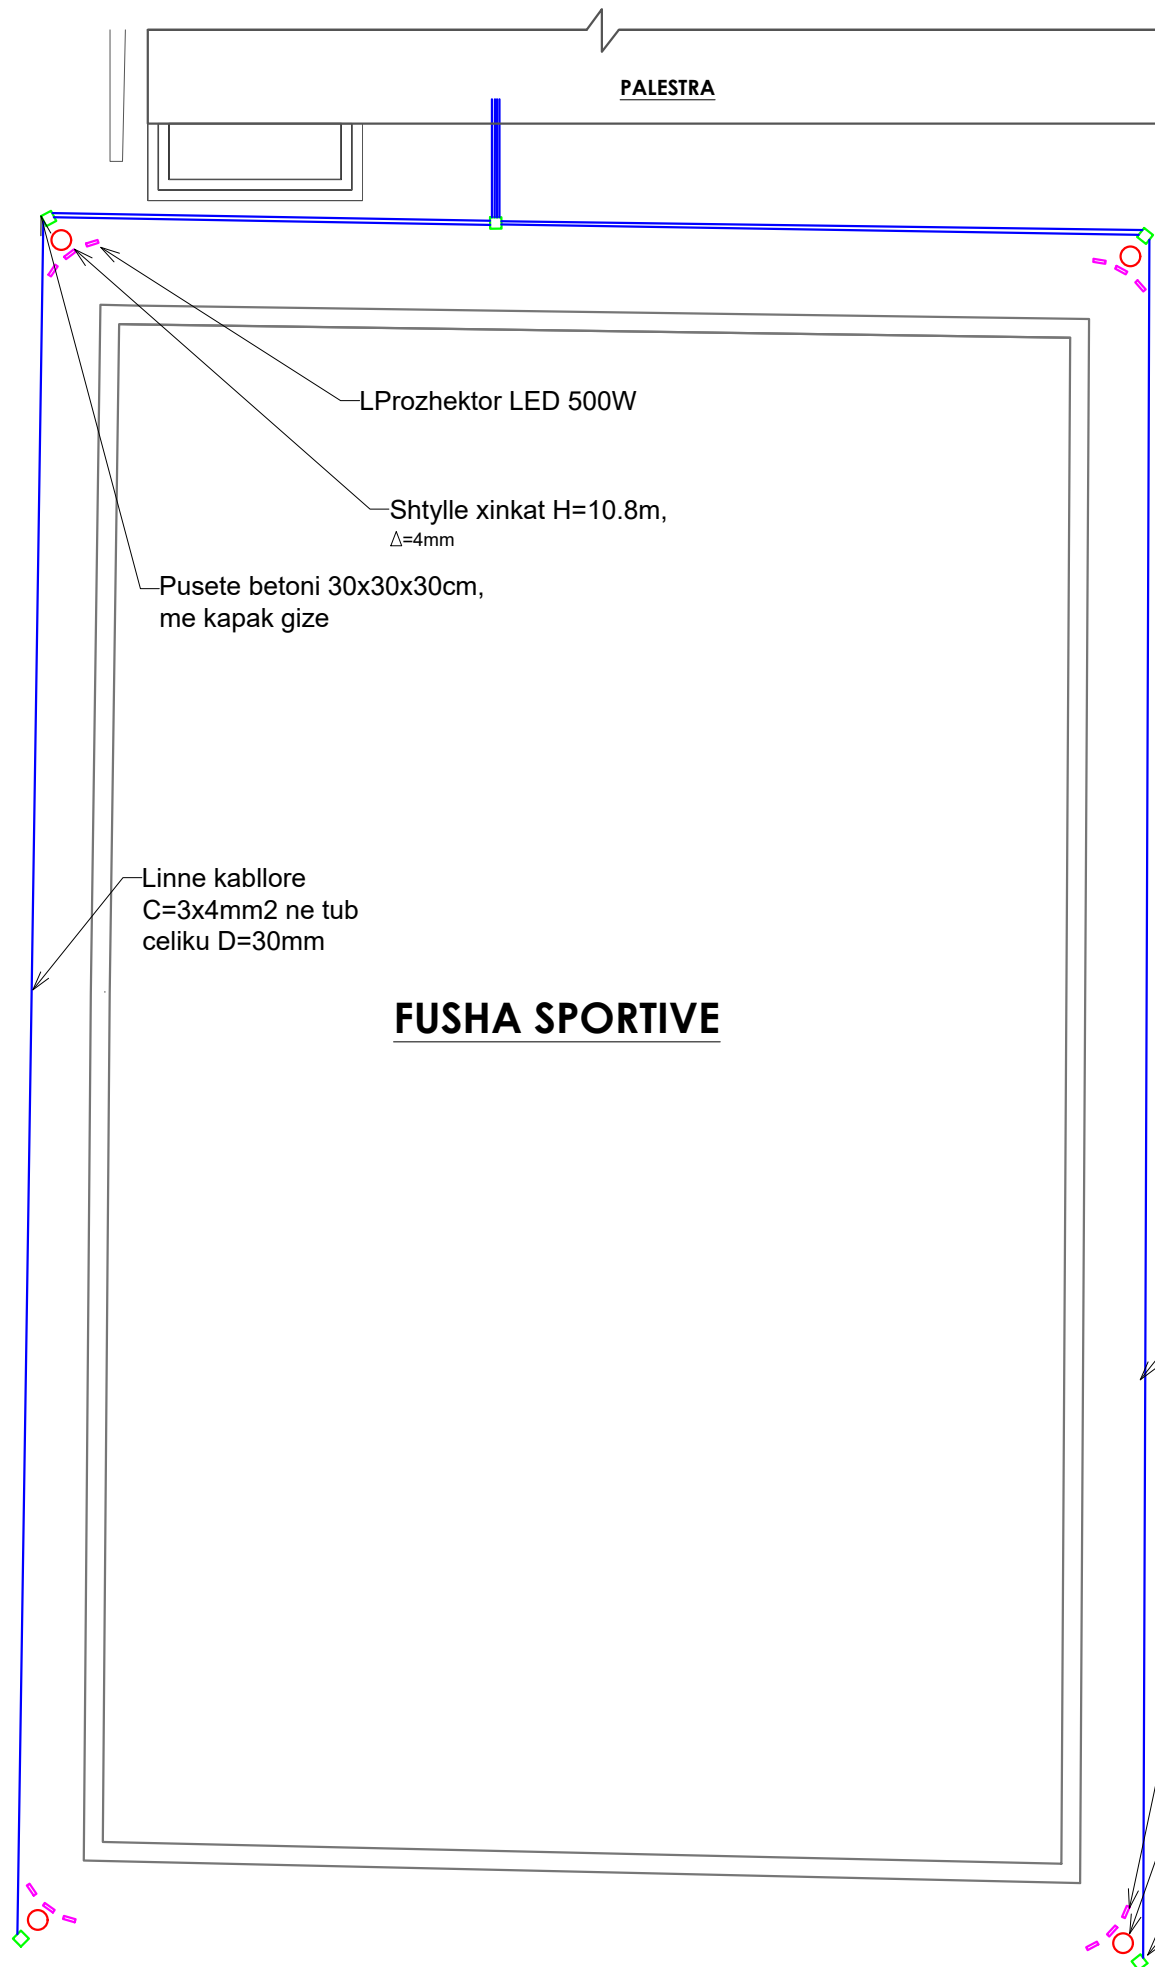 PALESTRA
LProzhektor LED 500W
Shtylle xinkat H=10.8m,
Δ=4mm
Pusete betoni 30x30x30cm,
me kapak gize
Linne kabllore
C=3x4mm2 ne tub
celiku D=30mm
FUSHA SPORTIVE